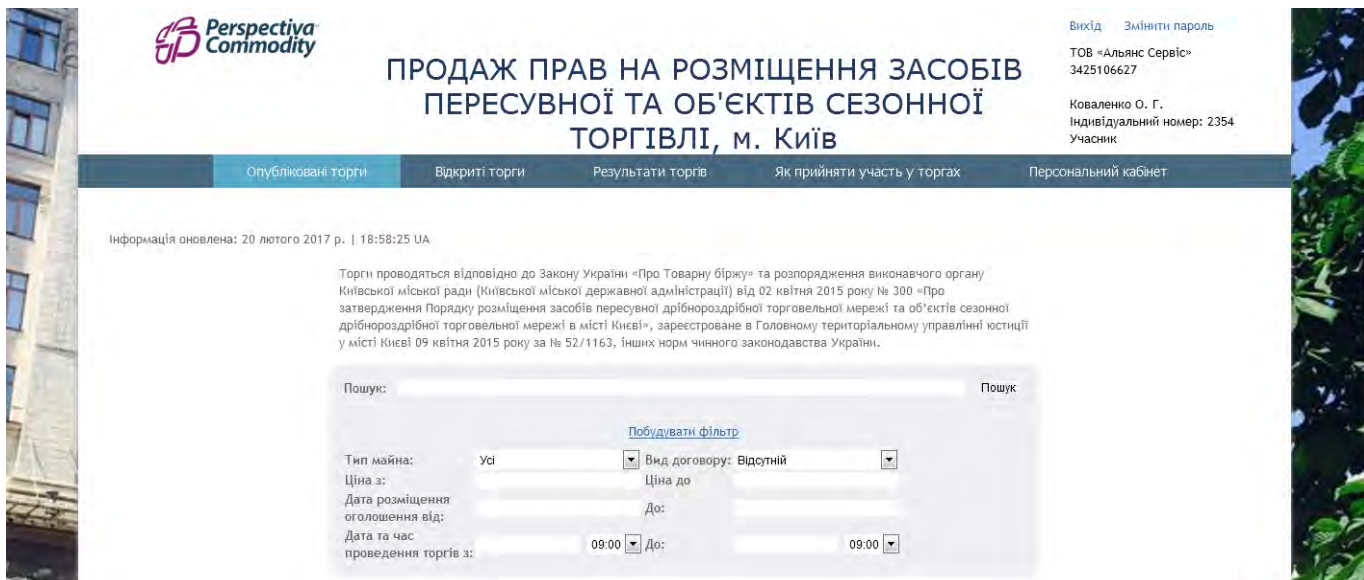 Perspectiva
Commodity
ПРОДАЖ ПРАВ НА РОЗМІЩЕННЯ ЗАСОБІВ
ПЕРЕСУВНОЇ ТА ОБ'ЄКТІВ СЕЗОННОЇ
ТОРГІВЛІ, м. Київ
Вихід Змінити пароль
ТОВ «Альянс Сервіс»
3425106627
Коваленко О. Г.
Індивідуальний номер: 2354
Учасник
Опубліковані торги Відкриті торги Результати торгів Як прийняти участь у торгах Персональний кабінет
Інформація оновлена: 20 лютого 2017 р. | 18:58:25 UA
Торги проводяться відповідно до Закону України «Про Товарну біржу» та розпорядження виконавчого органу
Київської міської ради (Київської міської державної адміністрації) від 02 квітня 2015 року № 300 «Про
затвердження Порядку розміщення засобів пересувної дрібнороздрібної торговельної мережі та об’єктів сезонної
дрібнороздрібної торговельної мережі в місті Києві», зареєстроване в Головному територіальному управлінні юстиції
у місті Києві 09 квітня 2015 року за № 52/1163, інших норм чинного законодавства України.
Пошук: Пошук
Побудувати фільтр
Тип майна: Усі Вид договору: Відсутній
Ціна з: Ціна до
Дата розміщення
оголошення від: До:
Дата та час
проведення торгів з: 09:00 До: 09:00